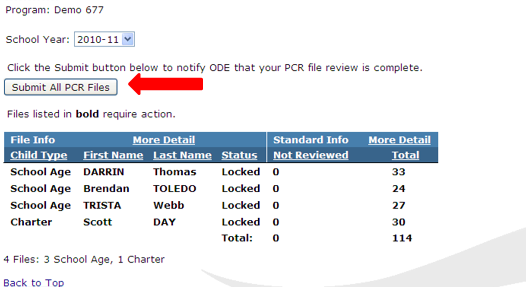 Program: Demo 677
School Year: 2010-11
Click the Submit button below to notify ODE that your PCR file review is complete.
Submit All PCR Files
Files listed in bold require action.
File Info More Detail Standard Info More Detail
Child Type First Name Last Name Status Not Reviewed Total
School Age DARRIN Thomas Locked 0 33
School Age Brendan TOLEDO Locked 0 24
School Age TRISTA Webb Locked 0 27
Charter Scott DAY Locked 0 30
Total: 0 114
4 Files: 3 School Age, 1 Charter
Back to Top